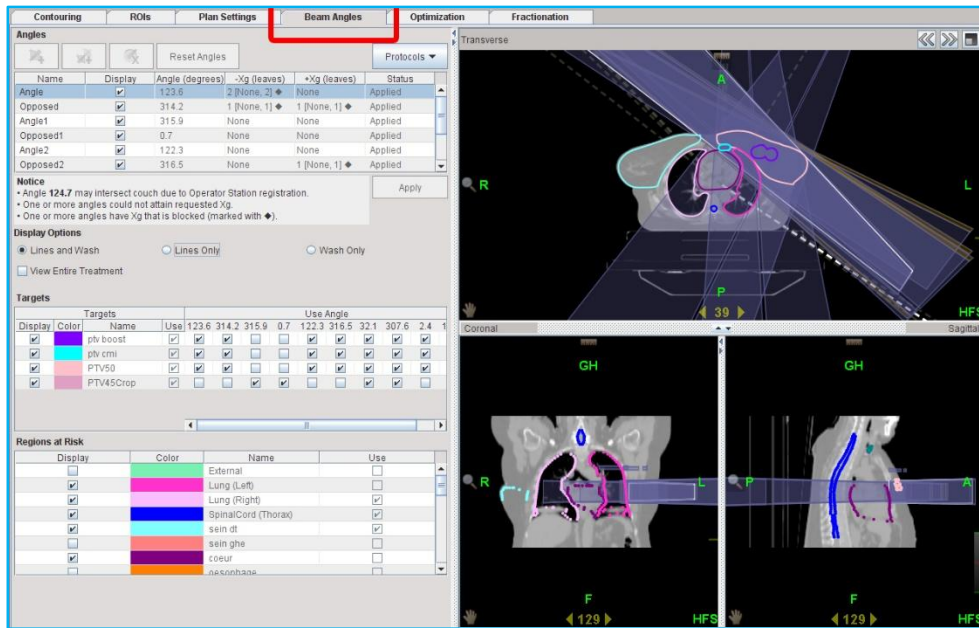 Contouring ROIs Plan Settings Beam Angles Optimization Fractionation
Angles
Reset Angles Protocols
Name Display Angle (degrees) -Xg (leaves) +Xg (leaves) Status
Angle 123.6 2 [None, 2] ◆ None Applied
Opposed 314.2 1 [None, 1] ◆ 1 [None, 1] ◆ Applied
Angle1 315.9 None None Applied
Opposed1 0.7 None None Applied
Angle2 122.3 None None Applied
Opposed2 316.5 None 1 [None, 1] ◆ Applied
Notice
• Angle 124.7 may intersect couch due to Operator Station registration.
• One or more angles could not attain requested Xg.
• One or more angles have Xg that is blocked (marked with ◆).
Apply
Display Options
Lines and Wash Lines Only Wash Only
View Entire Treatment
Targets
Targets Use Angle
Display Color Name Use 123.6 314.2 315.9 0.7 122.3 316.5 32.1 307.6 2.4 1
ptv boost
ptv cmi
PTV50
PTV45Crop
Regions at Risk
Display Color Name Use
External
Lung (Left)
Lung (Right)
SpinalCord (Thorax)
sein dt
sein ghe
coeur
oesophage
Transverse
A
R L
P
39 HFS
Coronal Sagittal
GH GH
R L P A
F F
129 HFS 129 HFS